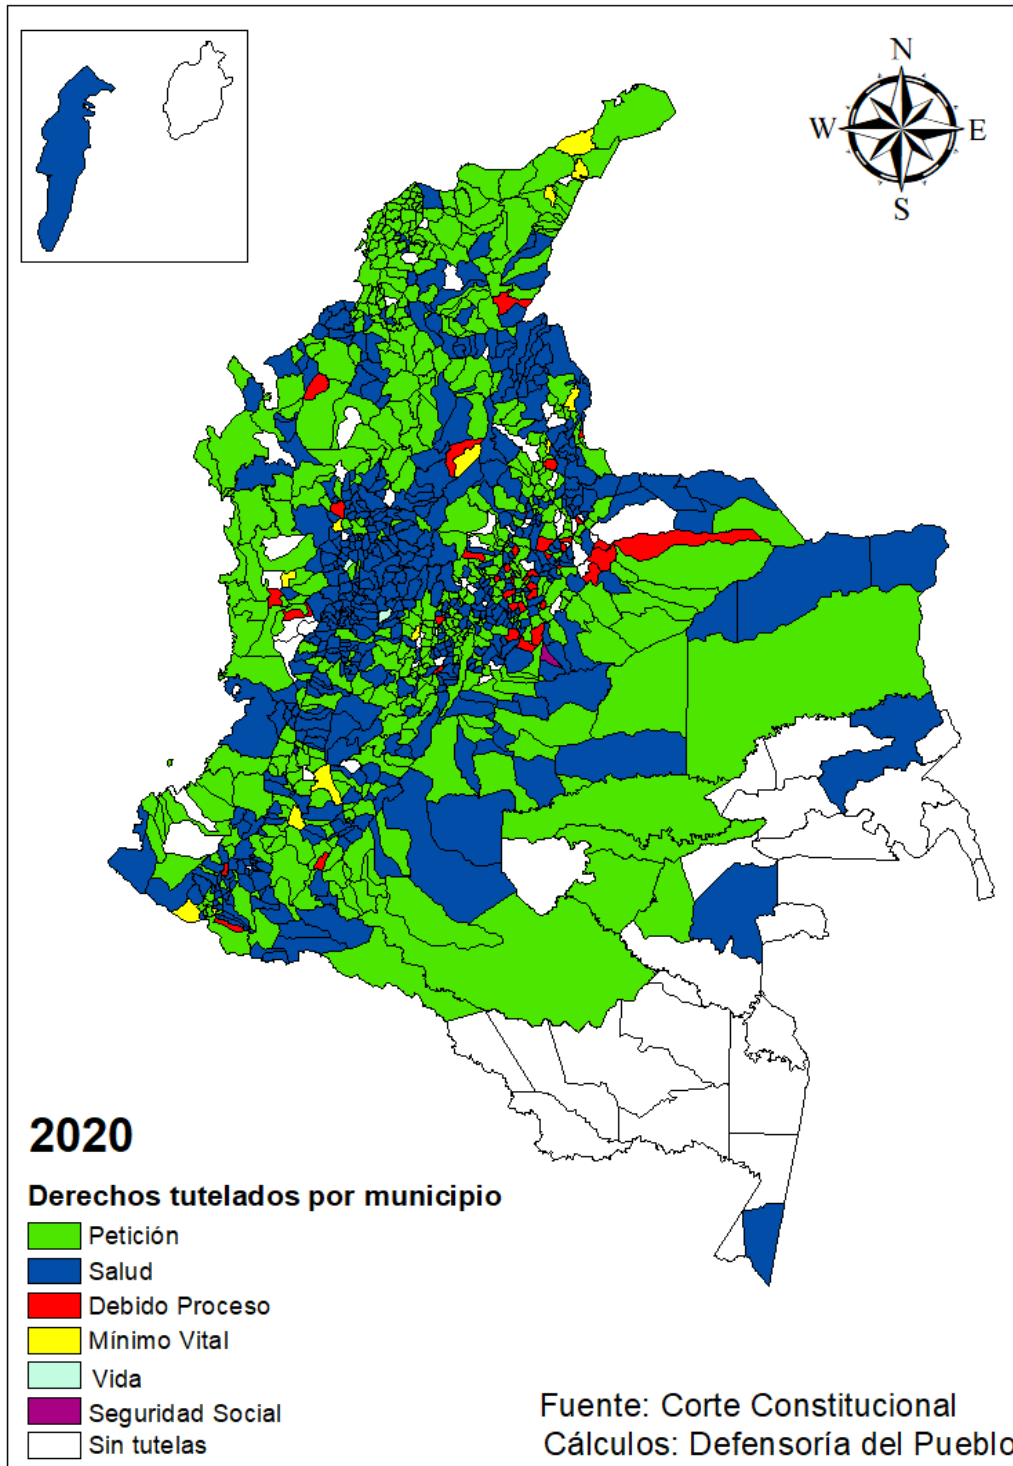 N
W E
S
2020
Derechos tutelados por municipio
Petición
Salud
Debido Proceso
Mínimo Vital
Vida
Seguridad Social
Sin tutelas
Fuente: Corte Constitucional
Cálculos: Defensoría del Pueblo